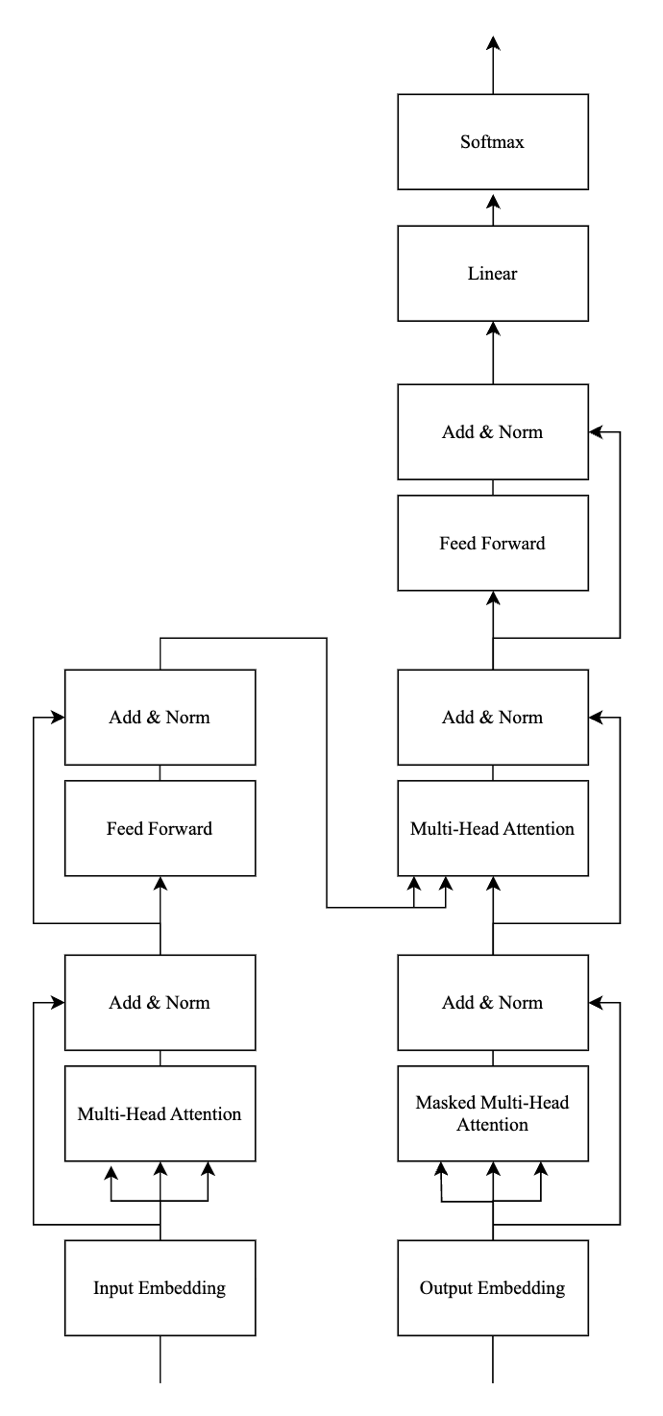 Softmax
Linear
Add & Norm
Feed Forward
Add & Norm
Add & Norm
Feed Forward
Multi-Head Attention
Add & Norm
Add & Norm
Multi-Head Attention
Masked Multi-Head
Attention
Input Embedding
Output Embedding